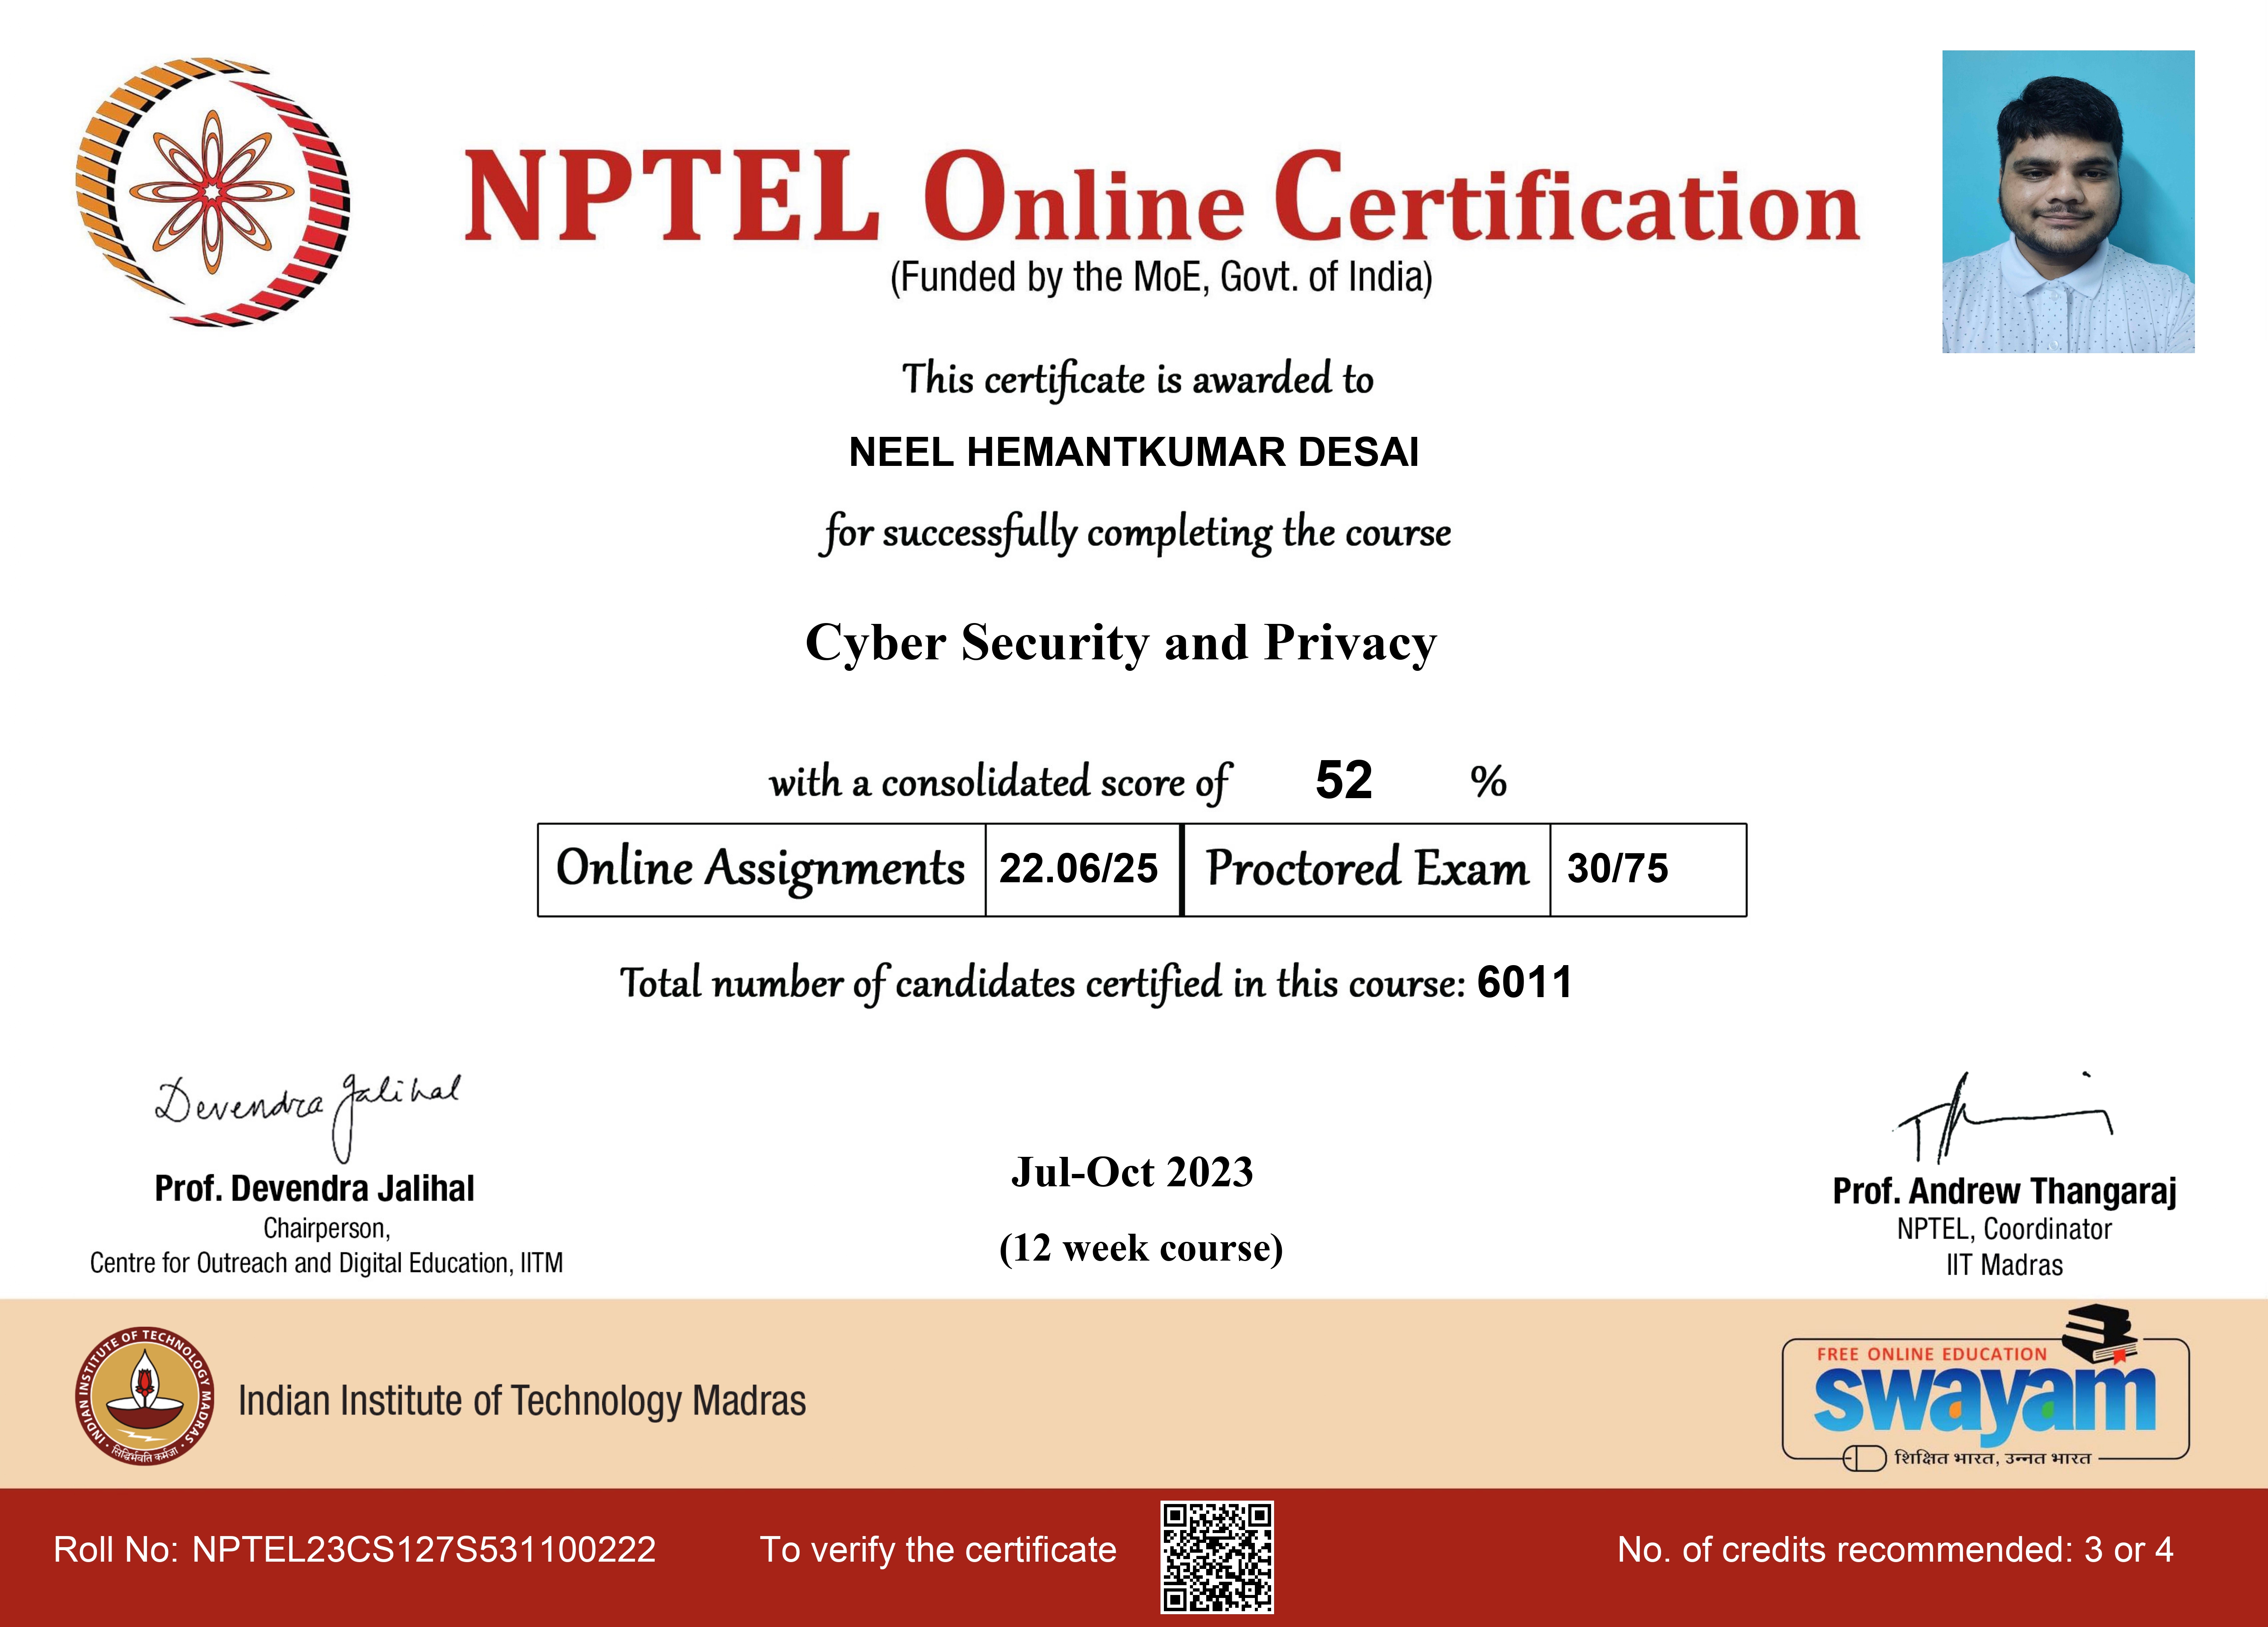 NPTEL Online Certification
(Funded by the MoE, Govt. of India)
This certificate is awarded to
NEEL HEMANTKUMAR DESAI
for successfully completing the course
Cyber Security and Privacy
with a consolidated score of 52 %
Online Assignments 22.06/25 Proctored Exam 30/75
Total number of candidates certified in this course: 6011
Devendra Jalihal
Prof. Devendra Jalihal
Chairperson,
Centre for Outreach and Digital Education, IITM
Jul-Oct 2023
(12 week course)
Prof. Andrew Thangaraj
NPTEL, Coordinator
IIT Madras
INDIAN INSTITUTE OF TECHNOLOGY MADRAS
सिद्धिर्भवति कर्मजा
Indian Institute of Technology Madras
FREE ONLINE EDUCATION
swayam
शिक्षित भारत, उन्नत भारत
Roll No: NPTEL23CS127S531100222
To verify the certificate
No. of credits recommended: 3 or 4